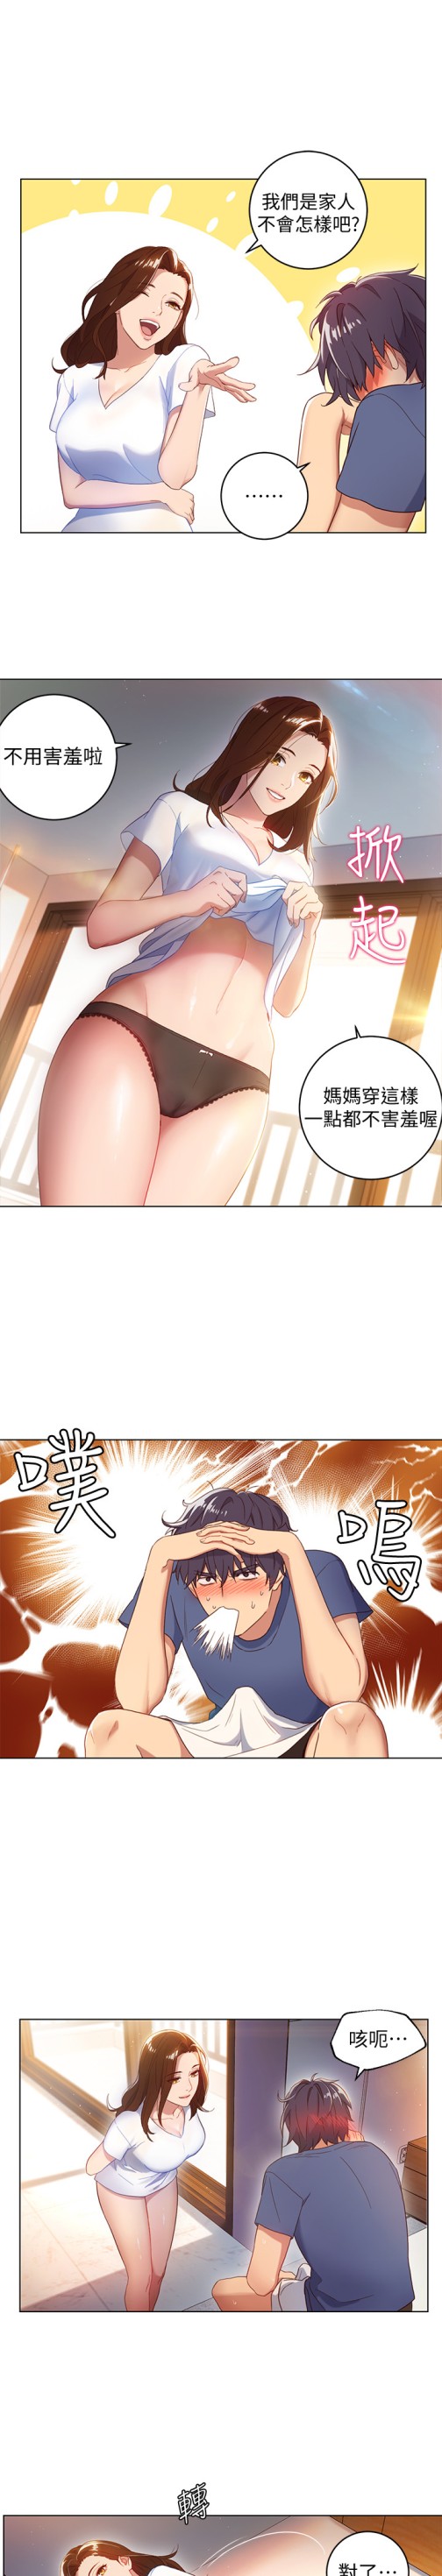 我們是家人
不會怎樣吧?
……
不用害羞啦
掀起
媽媽穿這樣
一點都不害羞喔
噗
嗚
咳呃…
轉
對了…